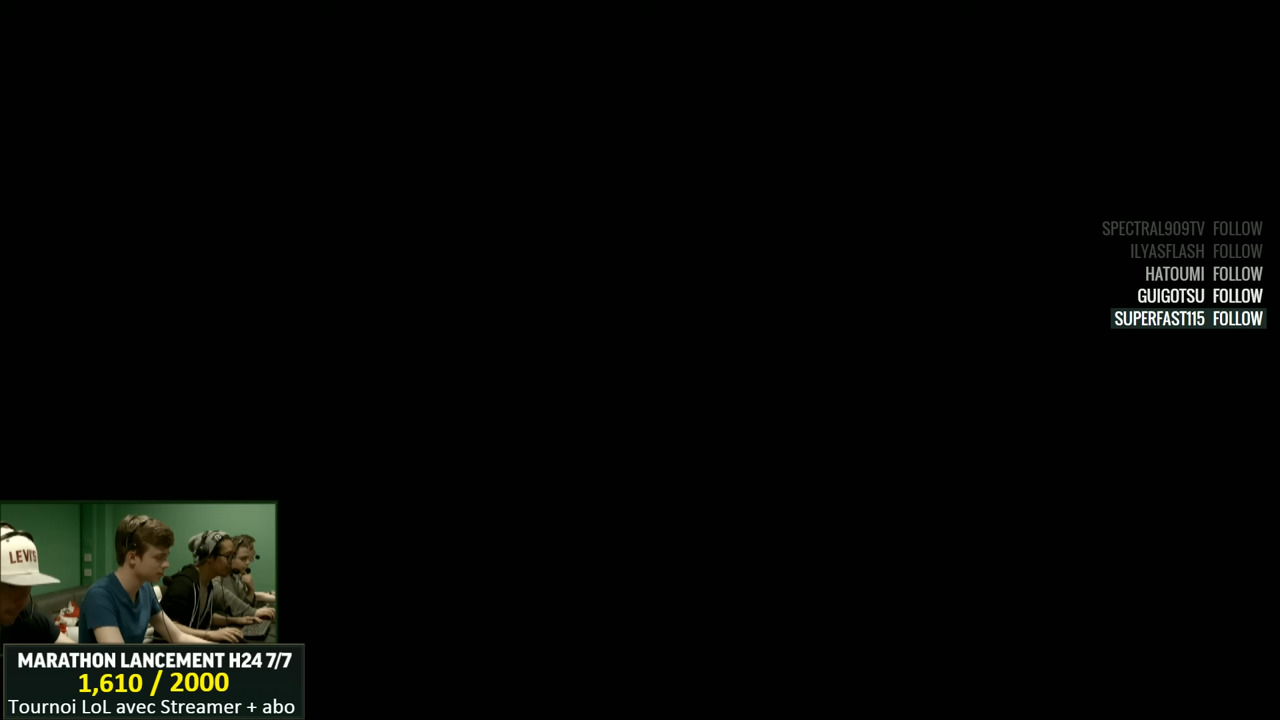 SPECTRAL909TV FOLLOW
ILYASFLASH FOLLOW
HATOUMI FOLLOW
GUIGOTSU FOLLOW
SUPERFAST115 FOLLOW
LEVI'S
MARATHON LANCEMENT H24 7/7
1,610 / 2000
Tournoi LoL avec Streamer + abo